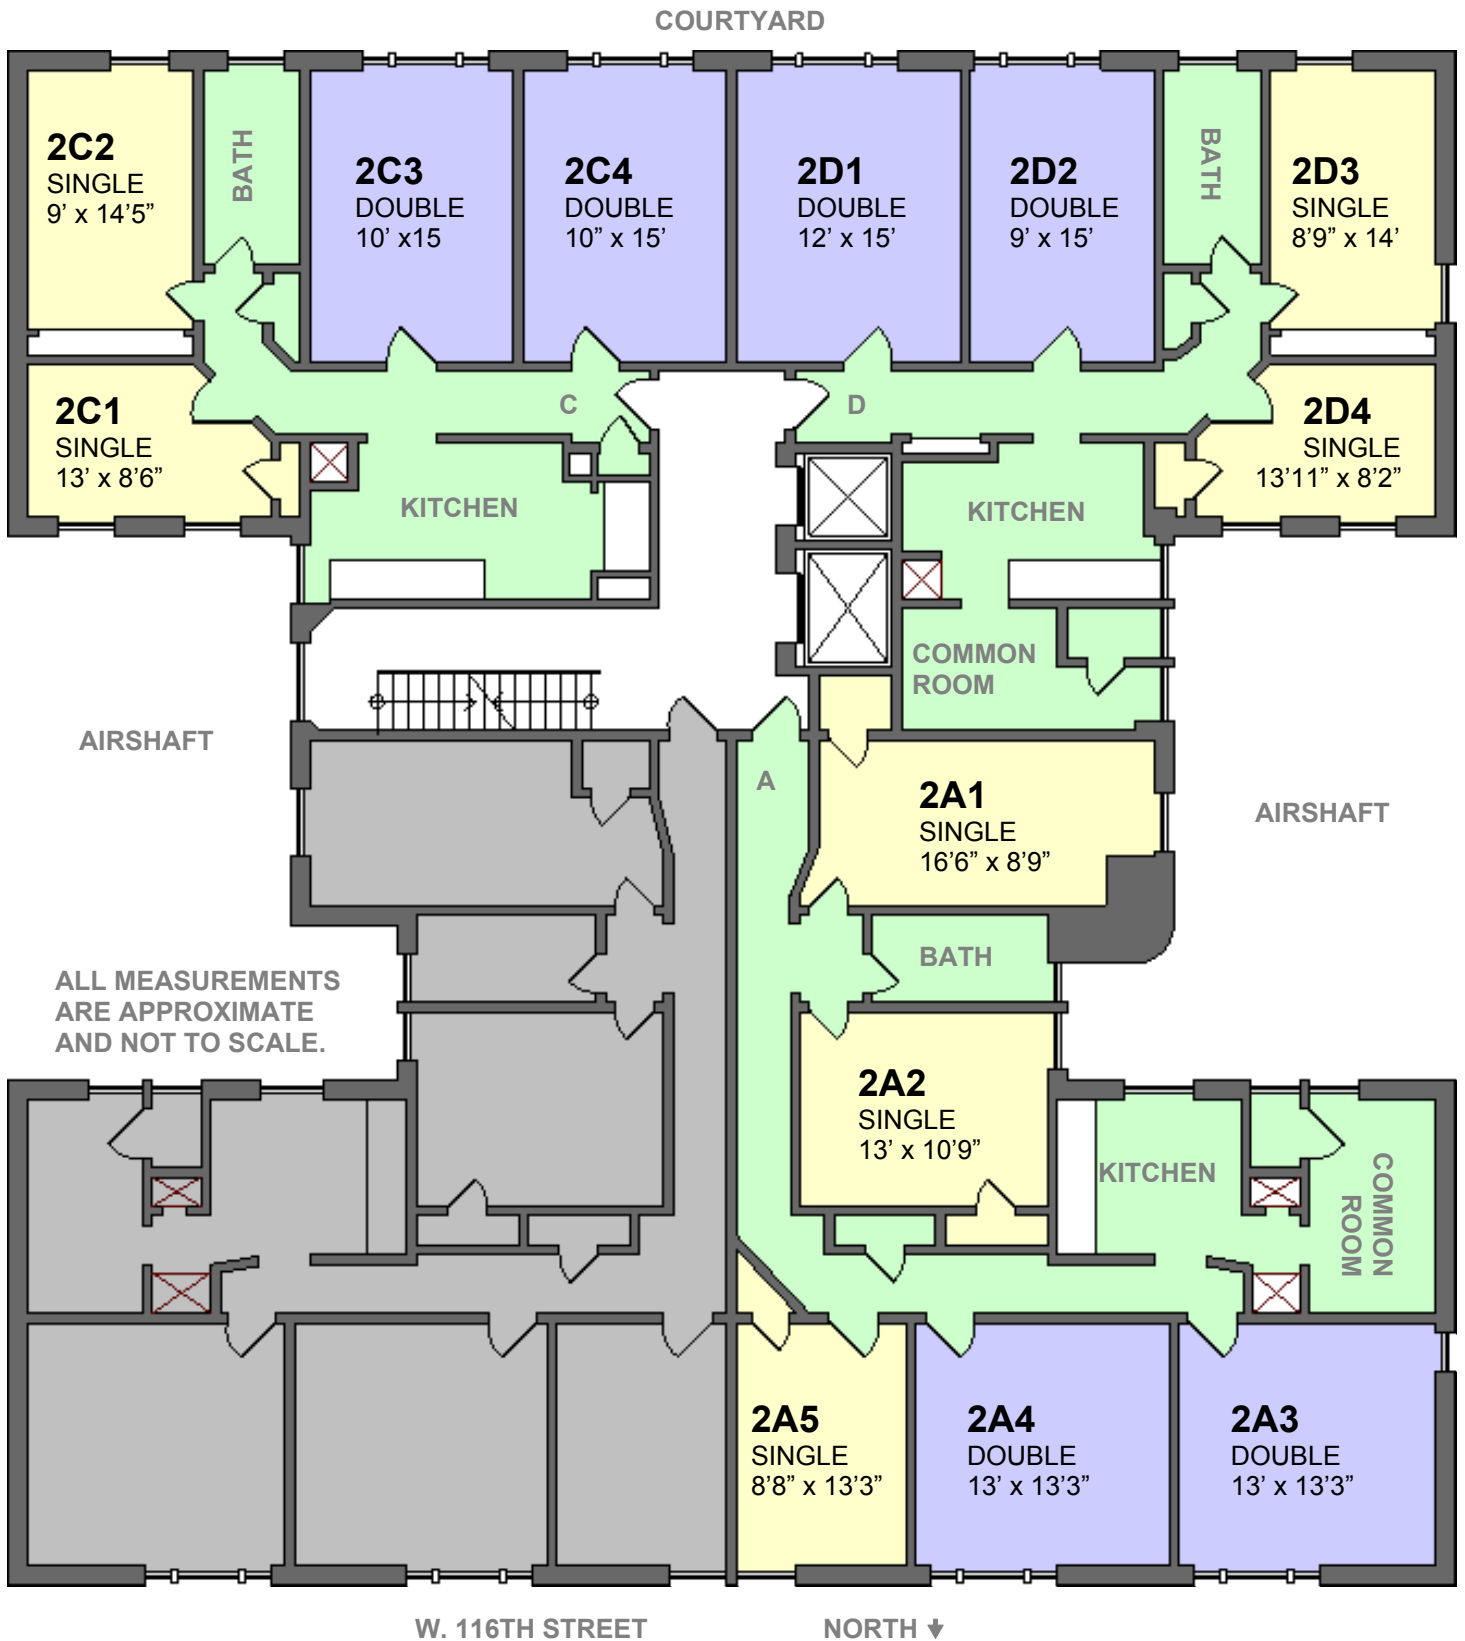 COURTYARD
2C2
SINGLE
9’ x 14’5”
BATH
2C3
DOUBLE
10’ x15
2C4
DOUBLE
10” x 15’
2D1
DOUBLE
12’ x 15’
2D2
DOUBLE
9’ x 15’
BATH
2D3
SINGLE
8’9” x 14’
2C1
SINGLE
13’ x 8’6”
C
D
2D4
SINGLE
13’11” x 8’2”
KITCHEN
KITCHEN
COMMON
ROOM
AIRSHAFT
A
2A1
SINGLE
16’6” x 8’9”
AIRSHAFT
BATH
ALL MEASUREMENTS
ARE APPROXIMATE
AND NOT TO SCALE.
2A2
SINGLE
13’ x 10’9”
KITCHEN
COMMON
ROOM
2A5
SINGLE
8’8” x 13’3”
2A4
DOUBLE
13’ x 13’3”
2A3
DOUBLE
13’ x 13’3”
W. 116TH STREET
NORTH